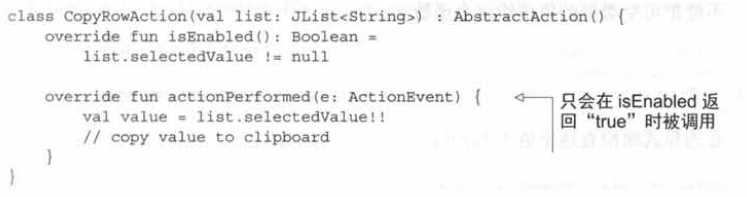 class CopyRowAction(val list: JList<String>) : AbstractAction() {
    override fun isEnabled(): Boolean =
        list.selectedValue != null
    override fun actionPerformed(e: ActionEvent) {
        val value = list.selectedValue!!
        // copy value to clipboard
    }
}
只会在 isEnabled 返
回“true”时被调用